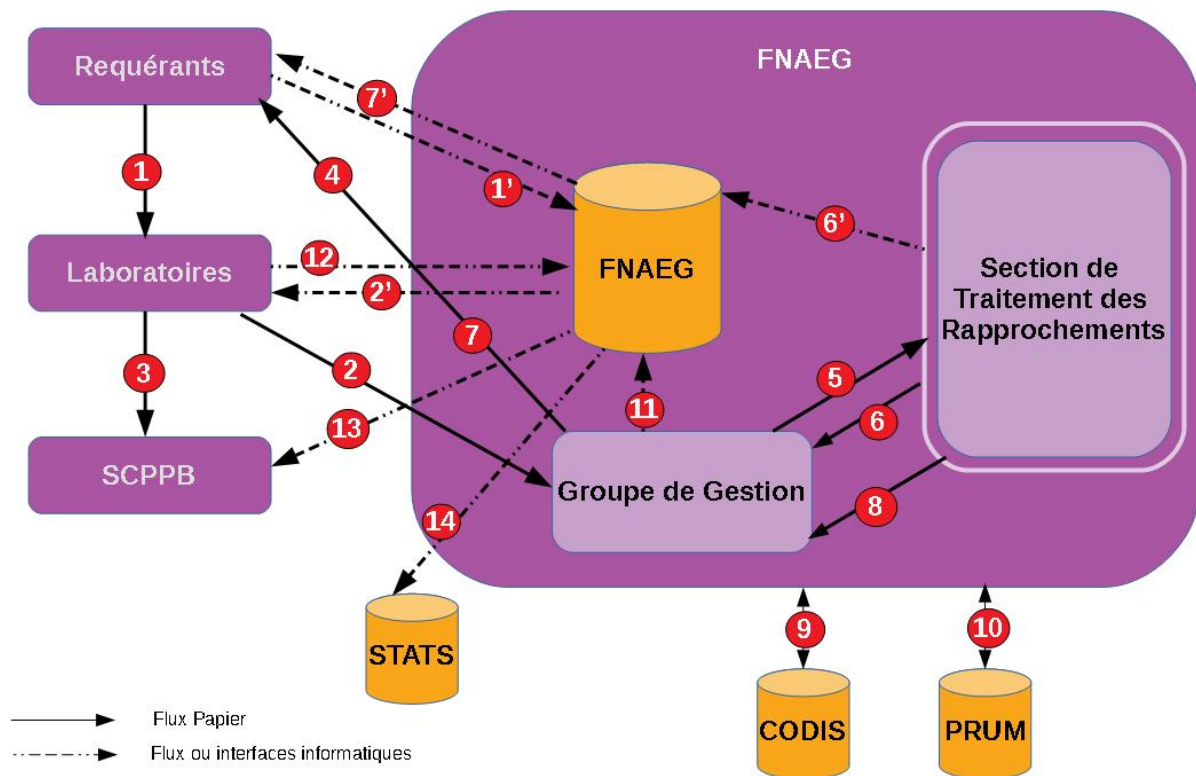 Requérants
FNAEG
7’
1
4
1’
6’
Laboratoires
12
2’
FNAEG
Section de
Traitement des
Rapprochements
3
2
7
5
13
11
6
SCPPB
Groupe de Gestion
14
8
STATS
9
10
CODIS
PRUM
Flux Papier
Flux ou interfaces informatiques